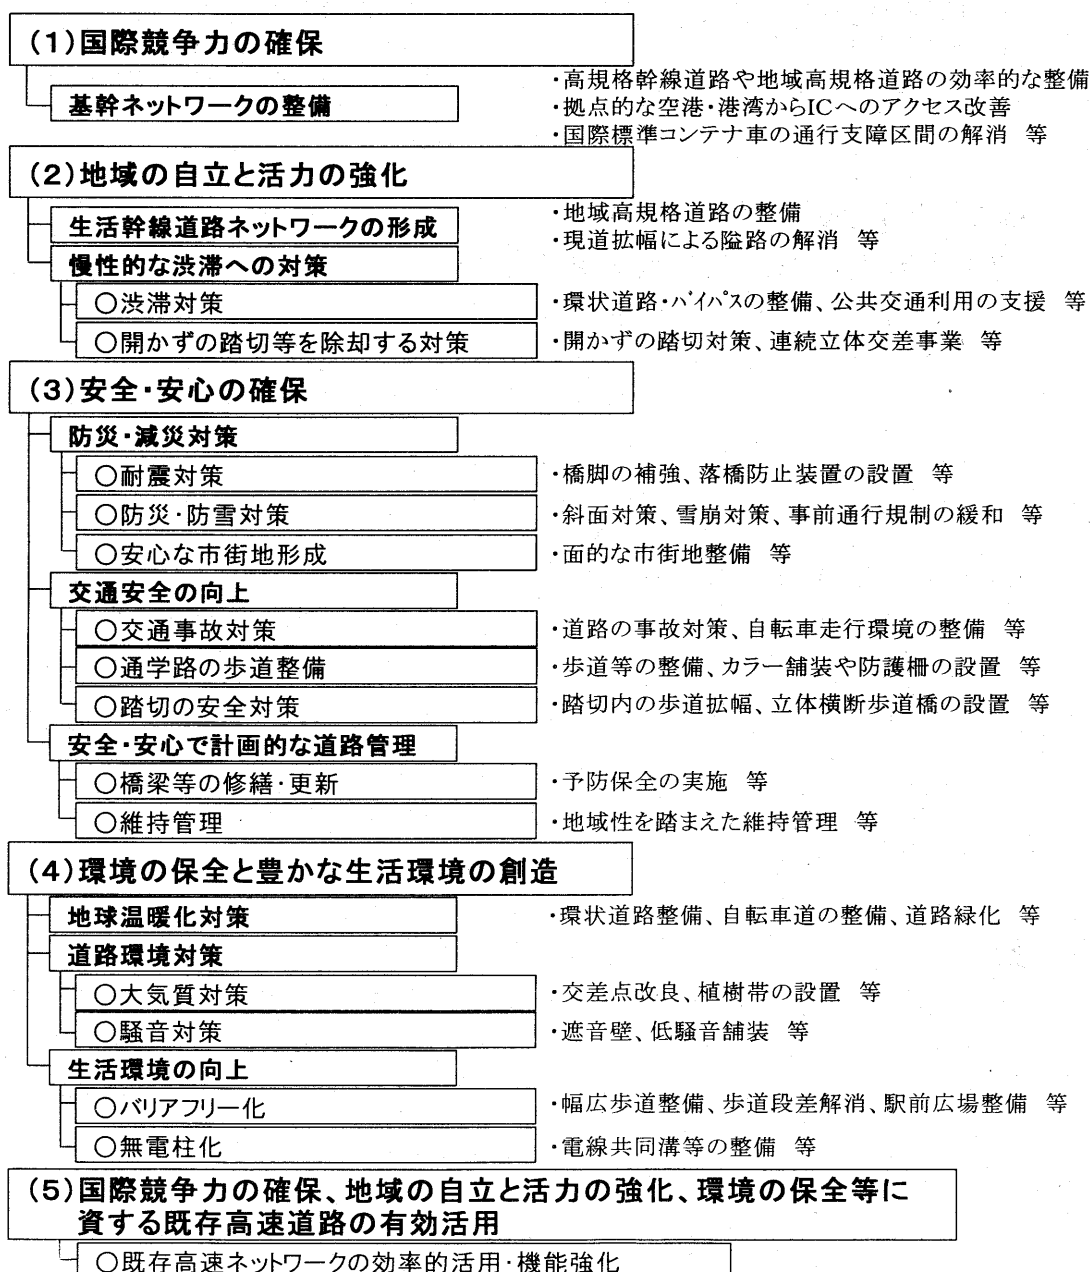 (1)国際競争力の確保
基幹ネットワークの整備
・高規格幹線道路や地域高規格道路の効率的な整備
・拠点的な空港・港湾からICへのアクセス改善
・国際標準コンテナ車の通行支障区間の解消 等
(2)地域の自立と活力の強化
生活幹線道路ネットワークの形成
・地域高規格道路の整備
・現道拡幅による隘路の解消 等
慢性的な渋滞への対策
○渋滞対策 ・環状道路・バイパスの整備、公共交通利用の支援 等
○開かずの踏切等を除却する対策 ・開かずの踏切対策、連続立体交差事業 等
(3)安全・安心の確保
防災・減災対策
○耐震対策 ・橋脚の補強、落橋防止装置の設置 等
○防災・防雪対策 ・斜面対策、雪崩対策、事前通行規制の緩和 等
○安心な市街地形成 ・面的な市街地整備 等
交通安全の向上
○交通事故対策 ・道路の事故対策、自転車走行環境の整備 等
○通学路の歩道整備 ・歩道等の整備、カラー舗装や防護柵の設置 等
○踏切の安全対策 ・踏切内の歩道拡幅、立体横断歩道橋の設置 等
安全・安心で計画的な道路管理
○橋梁等の修繕・更新 ・予防保全の実施 等
○維持管理 ・地域性を踏まえた維持管理 等
(4)環境の保全と豊かな生活環境の創造
地球温暖化対策 ・環状道路整備、自転車道の整備、道路緑化 等
道路環境対策
○大気質対策 ・交差点改良、植樹帯の設置 等
○騒音対策 ・遮音壁、低騒音舗装 等
生活環境の向上
○バリアフリー化 ・幅広歩道整備、歩道段差解消、駅前広場整備 等
○無電柱化 ・電線共同溝等の整備 等
(5)国際競争力の確保、地域の自立と活力の強化、環境の保全等に
資する既存高速道路の有効活用
○既存高速ネットワークの効率的活用・機能強化